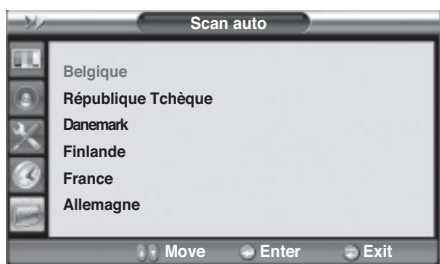 Scan auto
Belgique
République Tchèque
Danemark
Finlande
France
Allemagne
Move Enter Exit